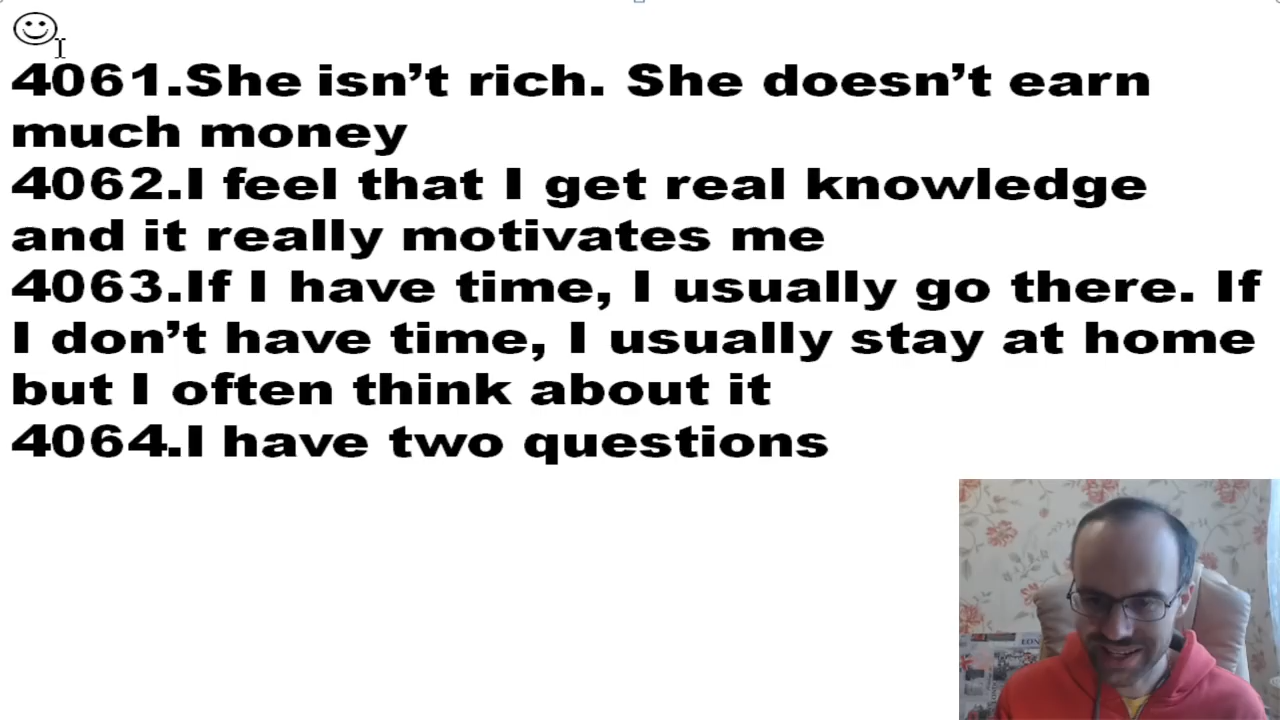 4061.She isn’t rich. She doesn’t earn
much money
4062.I feel that I get real knowledge
and it really motivates me
4063.If I have time, I usually go there. If
I don’t have time, I usually stay at home
but I often think about it
4064.I have two questions